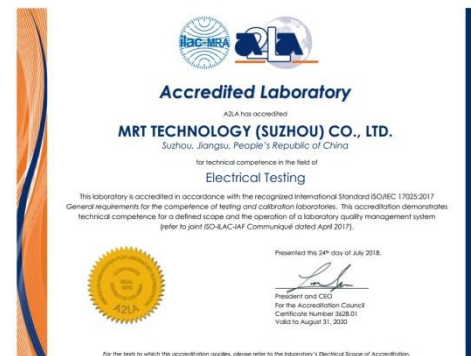 ilac-MRA
A2LA
Accredited Laboratory
A2LA has accredited
MRT TECHNOLOGY (SUZHOU) CO., LTD.
Suzhou, Jiangsu, People's Republic of China
for technical competence in the field of
Electrical Testing
This laboratory is accredited in accordance with the recognized International Standard ISO/IEC 17025:2017
General requirements for the competence of testing and calibration laboratories. This accreditation demonstrates
technical competence for a defined scope and the operation of a laboratory quality management system
(refer to joint ISO-ILAC-IAF Communiqué dated April 2017).
Presented this 24th day of July 2018.
President and CEO
For the Accreditation Council
Certificate Number 3628.01
Valid to August 31, 2020
CORPORATE
SEAL
A2LA
For the tests to which this accreditation applies, please refer to the laboratory's Electrical Scope of Accreditation.